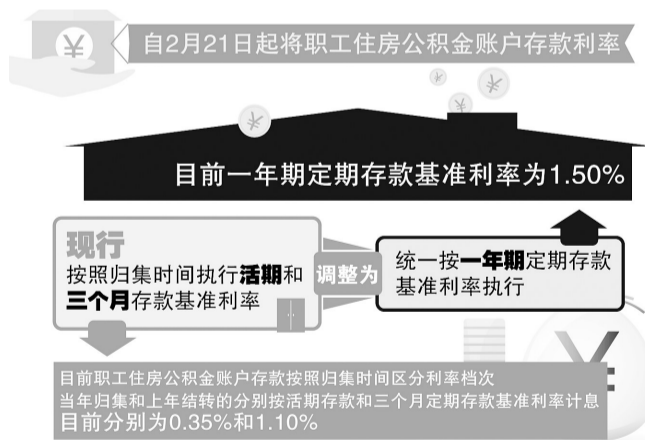 自2月21日起将职工住房公积金账户存款利率
目前一年期定期存款基准利率为1.50%
现行
按照归集时间执行活期和
三个月存款基准利率
调整为
统一按一年期定期存款
基准利率执行
目前职工住房公积金账户存款按照归集时间区分利率档次
当年归集和上年结转的分别按活期存款和三个月定期存款基准利率计息
目前分别为0.35%和1.10%